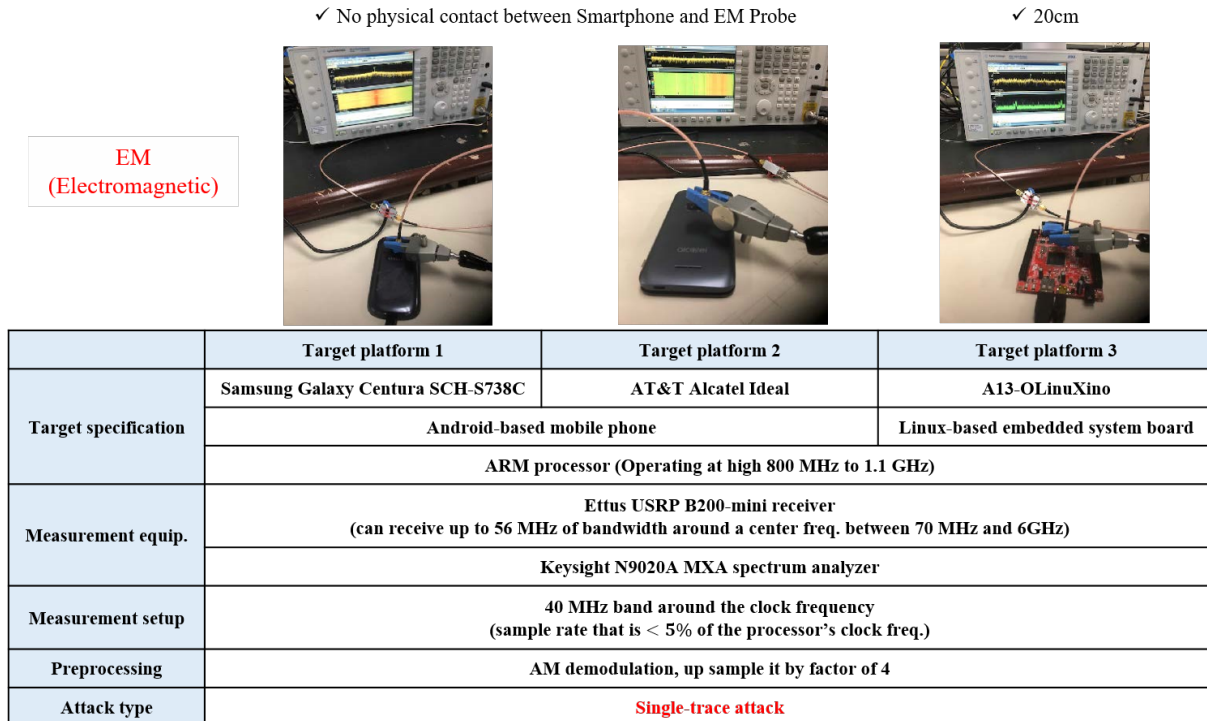 ✓ No physical contact between Smartphone and EM Probe
✓ 20cm
EM
(Electromagnetic)
Target platform 1
Target platform 2
Target platform 3
Target specification
Samsung Galaxy Centura SCH-S738C
AT&T Alcatel Ideal
A13-OLinuXino
Android-based mobile phone
Linux-based embedded system board
ARM processor (Operating at high 800 MHz to 1.1 GHz)
Measurement equip.
Ettus USRP B200-mini receiver
(can receive up to 56 MHz of bandwidth around a center freq. between 70 MHz and 6GHz)
Keysight N9020A MXA spectrum analyzer
Measurement setup
40 MHz band around the clock frequency
(sample rate that is < 5% of the processor's clock freq.)
Preprocessing
AM demodulation, up sample it by factor of 4
Attack type
Single-trace attack